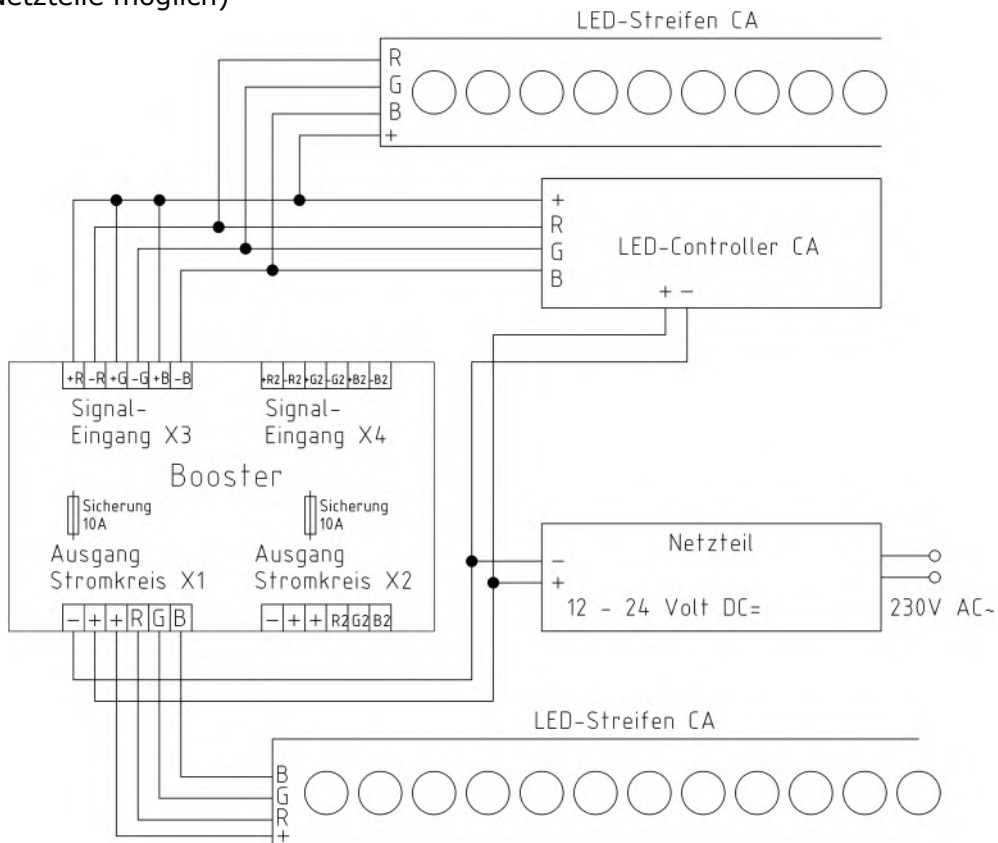 Netzteile möglich)
LED-Streifen CA
R
G
B
+
+
R
G
B
LED-Controller CA
+ −
+R -R +G -G +B -B
+R2 -R2 +G2 -G2 +B2 -B2
Signal-
Eingang X3
Signal-
Eingang X4
Booster
Sicherung
10A
Sicherung
10A
Ausgang
Stromkreis X1
Ausgang
Stromkreis X2
− + + R G B
− + + R2 G2 B2
Netzteil
−
+
12 - 24 Volt DC=
230V AC~
LED-Streifen CA
B
G
R
+